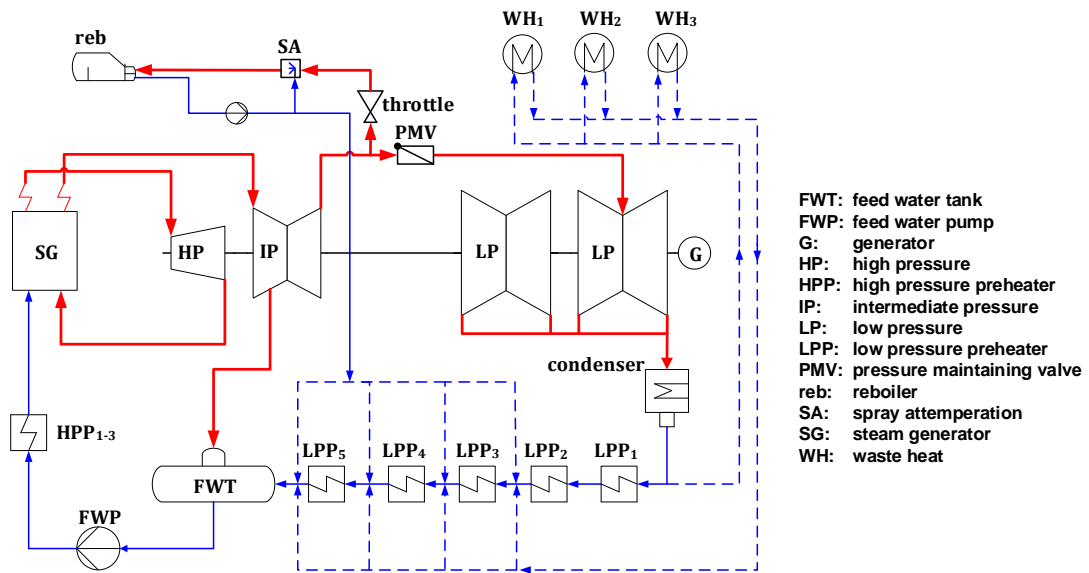 WH₁ WH₂ WH₃
reb SA
throttle
PMV
SG HP IP LP LP G
condenser
HPP₁₋₃
LPP₅ LPP₄ LPP₃ LPP₂ LPP₁
FWT
FWP
FWT: feed water tank
FWP: feed water pump
G: generator
HP: high pressure
HPP: high pressure preheater
IP: intermediate pressure
LP: low pressure
LPP: low pressure preheater
PMV: pressure maintaining valve
reb: reboiler
SA: spray attemperation
SG: steam generator
WH: waste heat